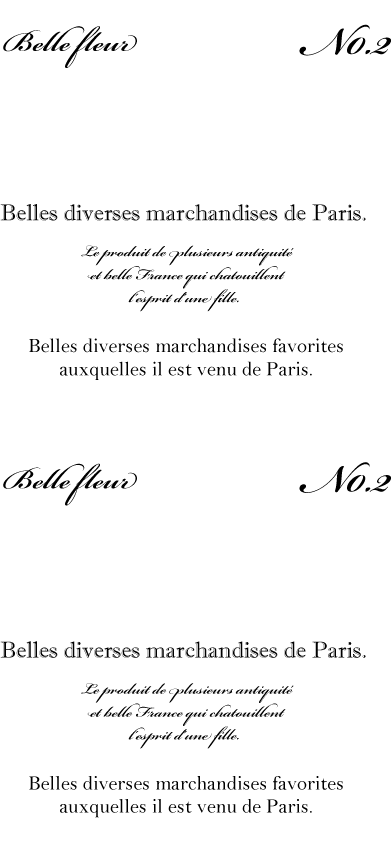 Belle fleur No.2
Belles diverses marchandises de Paris.
Le produit de plusieurs antiquité
et belle France qui chatouillent
l'esprit d'une fille.
Belles diverses marchandises favorites
auxquelles il est venu de Paris.
Belle fleur No.2
Belles diverses marchandises de Paris.
Le produit de plusieurs antiquité
et belle France qui chatouillent
l'esprit d'une fille.
Belles diverses marchandises favorites
auxquelles il est venu de Paris.